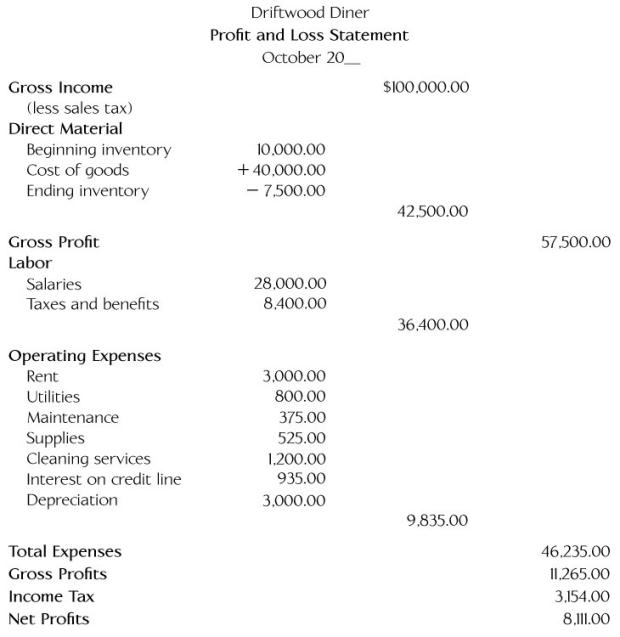 Driftwood Diner
Profit and Loss Statement
October 20__
Gross Income $100,000.00
(less sales tax)
Direct Material
Beginning inventory 10,000.00
Cost of goods + 40,000.00
Ending inventory − 7,500.00
42,500.00
Gross Profit 57,500.00
Labor
Salaries 28,000.00
Taxes and benefits 8,400.00
36,400.00
Operating Expenses
Rent 3,000.00
Utilities 800.00
Maintenance 375.00
Supplies 525.00
Cleaning services 1,200.00
Interest on credit line 935.00
Depreciation 3,000.00
9,835.00
Total Expenses 46,235.00
Gross Profits 11,265.00
Income Tax 3,154.00
Net Profits 8,111.00